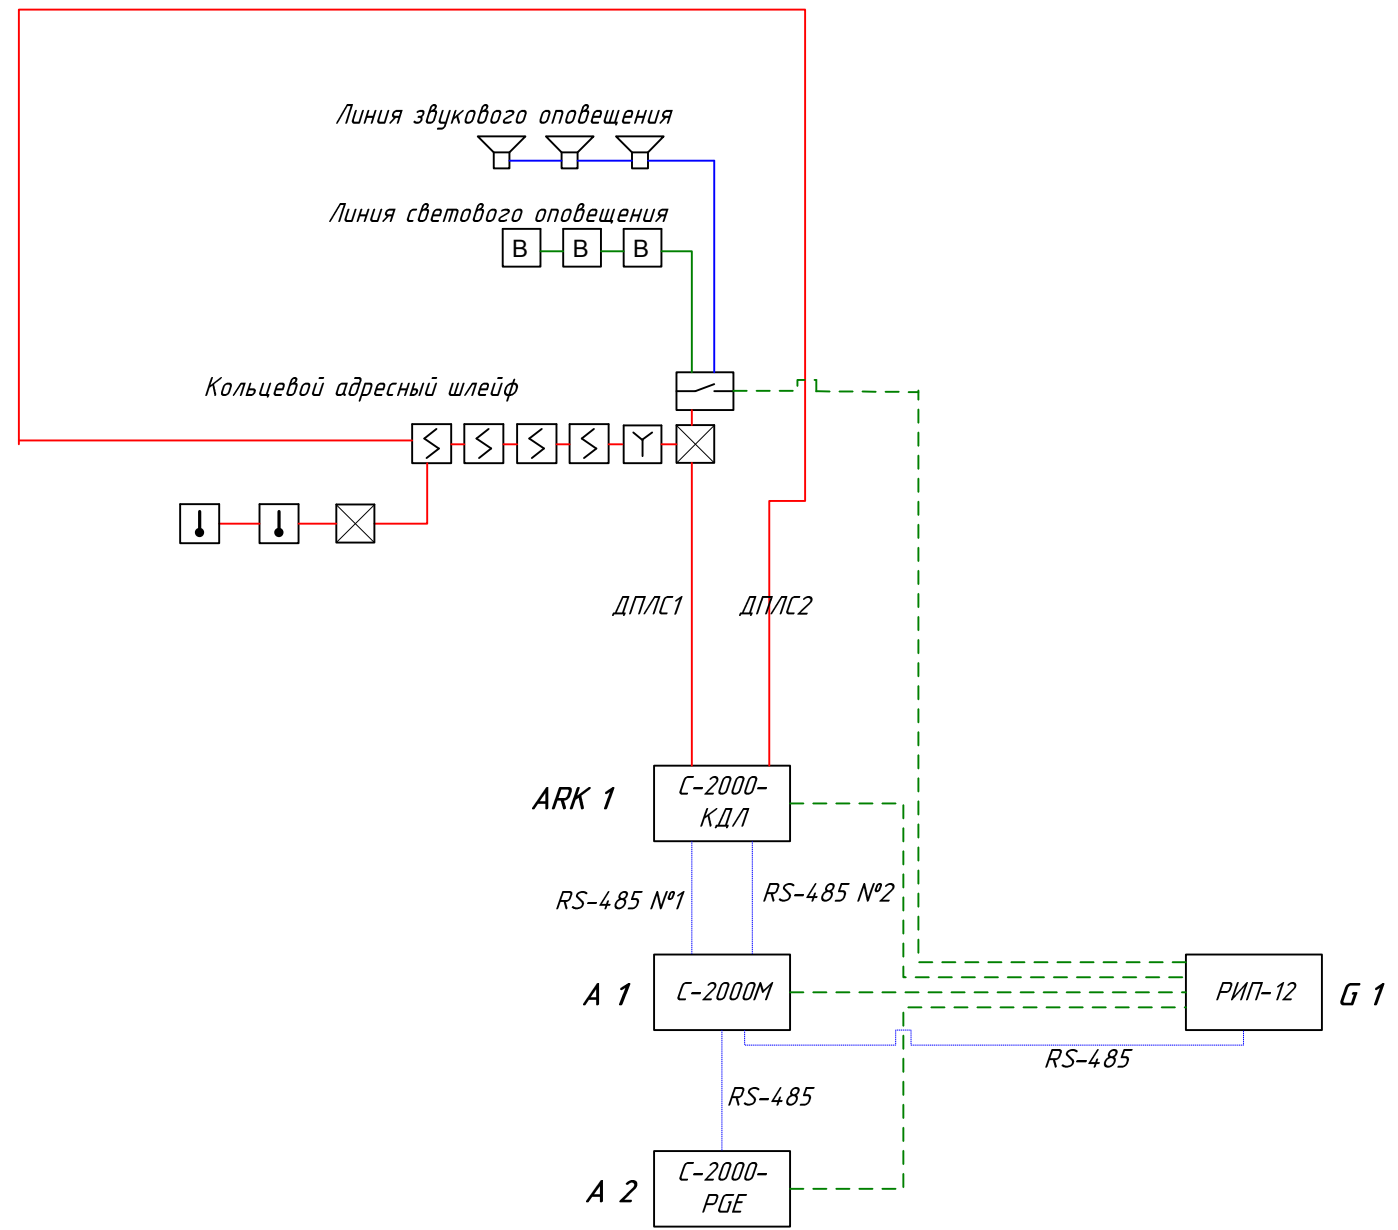 Линия звукового оповещения
Линия светового оповещения
B B B
Кольцевой адресный шлейф
ДПЛС1 ДПЛС2
ARK 1
С-2000-
КДЛ
RS-485 №1 RS-485 №2
A 1
С-2000М
РИП-12
G 1
RS-485
RS-485
A 2
С-2000-
PGE